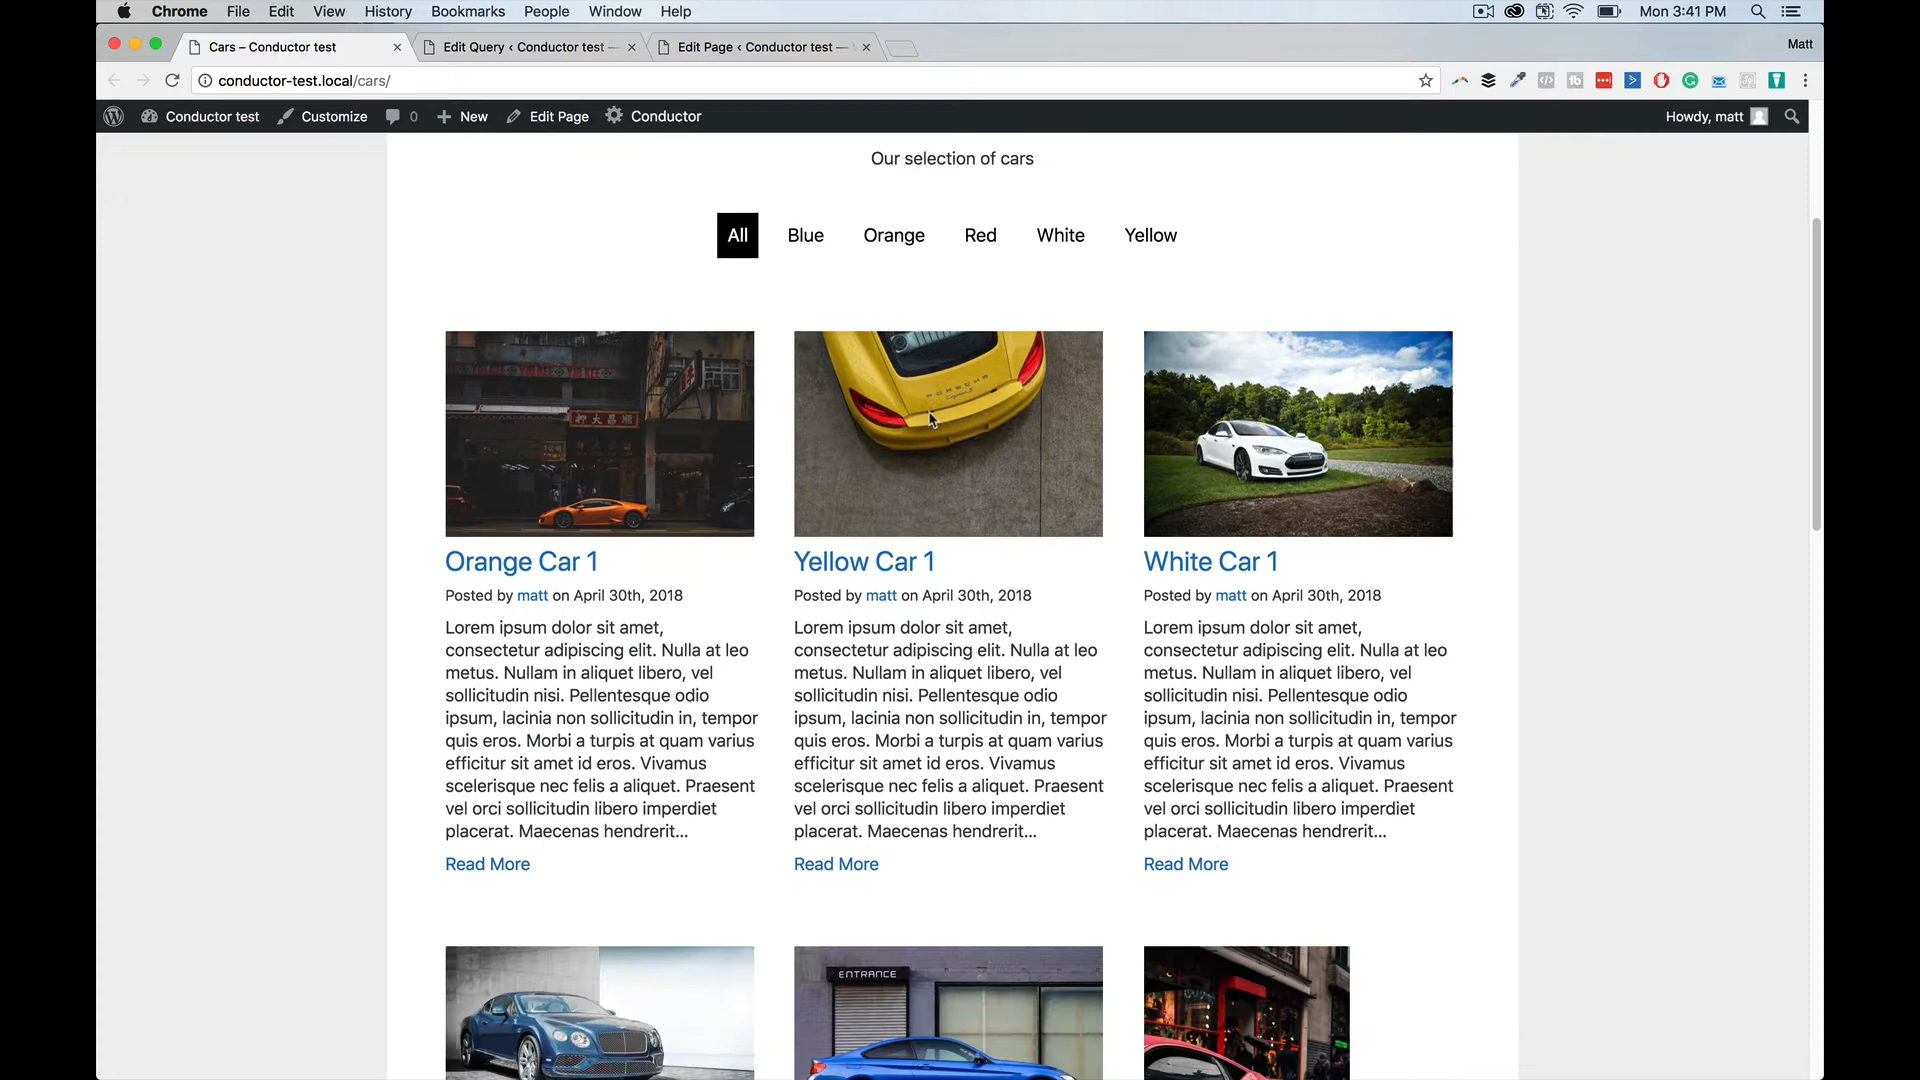 Chrome File Edit View History Bookmarks People Window Help Mon 3:41 PM
Cars – Conductor test Edit Query ‹ Conductor test — Edit Page ‹ Conductor test — Matt
conductor-test.local/cars/
Conductor test Customize 0 New Edit Page Conductor Howdy, matt
Our selection of cars
All Blue Orange Red White Yellow
PORSCHE
押大昌順
Orange Car 1
Posted by matt on April 30th, 2018
Lorem ipsum dolor sit amet,
consectetur adipiscing elit. Nulla at leo
metus. Nullam in aliquet libero, vel
sollicitudin nisi. Pellentesque odio
ipsum, lacinia non sollicitudin in, tempor
quis eros. Morbi a turpis at quam varius
efficitur sit amet id eros. Vivamus
scelerisque nec felis a aliquet. Praesent
vel orci sollicitudin libero imperdiet
placerat. Maecenas hendrerit...
Read More
Yellow Car 1
Posted by matt on April 30th, 2018
Lorem ipsum dolor sit amet,
consectetur adipiscing elit. Nulla at leo
metus. Nullam in aliquet libero, vel
sollicitudin nisi. Pellentesque odio
ipsum, lacinia non sollicitudin in, tempor
quis eros. Morbi a turpis at quam varius
efficitur sit amet id eros. Vivamus
scelerisque nec felis a aliquet. Praesent
vel orci sollicitudin libero imperdiet
placerat. Maecenas hendrerit...
Read More
White Car 1
Posted by matt on April 30th, 2018
Lorem ipsum dolor sit amet,
consectetur adipiscing elit. Nulla at leo
metus. Nullam in aliquet libero, vel
sollicitudin nisi. Pellentesque odio
ipsum, lacinia non sollicitudin in, tempor
quis eros. Morbi a turpis at quam varius
efficitur sit amet id eros. Vivamus
scelerisque nec felis a aliquet. Praesent
vel orci sollicitudin libero imperdiet
placerat. Maecenas hendrerit...
Read More
ENTRANCE